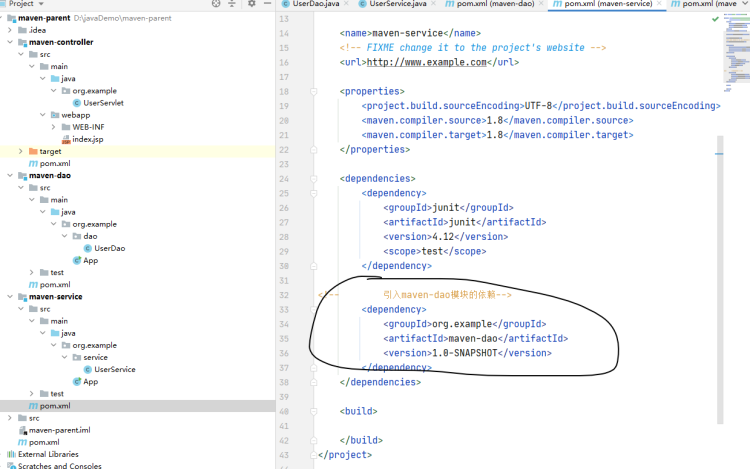 Project
maven-parent D:\javaDemo\maven-parent
.idea
maven-controller
src
main
java
org.example
UserServlet
webapp
WEB-INF
index.jsp
target
pom.xml
maven-dao
src
main
java
org.example
dao
UserDao
App
test
pom.xml
maven-service
src
main
java
org.example
service
UserService
App
test
pom.xml
src
maven-parent.iml
pom.xml
External Libraries
Scratches and Consoles
UserDao.java
UserService.java
pom.xml (maven-dao)
pom.xml (maven-service)
pom.xml (mave
13
14 <name>maven-service</name>
15 <!-- FIXME change it to the project's website -->
16 <url>http://www.example.com</url>
17
18 <properties>
19 <project.build.sourceEncoding>UTF-8</project.build.sourceEncoding>
20 <maven.compiler.source>1.8</maven.compiler.source>
21 <maven.compiler.target>1.8</maven.compiler.target>
22 </properties>
23
24 <dependencies>
25 <dependency>
26 <groupId>junit</groupId>
27 <artifactId>junit</artifactId>
28 <version>4.12</version>
29 <scope>test</scope>
30 </dependency>
31
32 <!-- 引入maven-dao模块的依赖-->
33 <dependency>
34 <groupId>org.example</groupId>
35 <artifactId>maven-dao</artifactId>
36 <version>1.0-SNAPSHOT</version>
37 </dependency>
38 </dependencies>
39
40 <build>
41
42 </build>
43 </project>